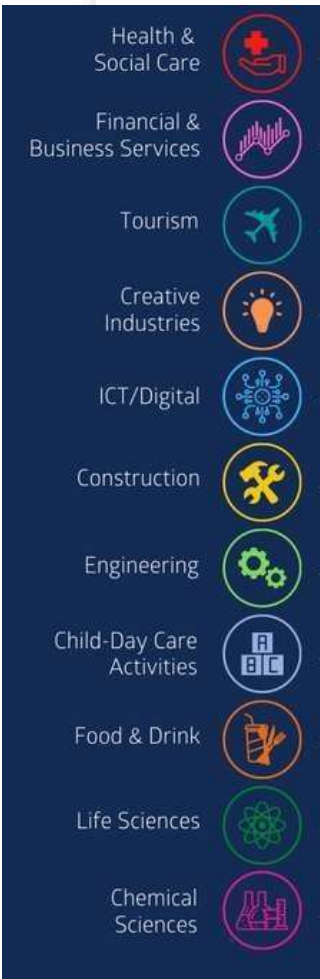 Health &
Social Care
Financial &
Business Services
Tourism
Creative
Industries
ICT/Digital
Construction
Engineering
Child-Day Care
Activities
A
B C
Food & Drink
Life Sciences
Chemical
Sciences